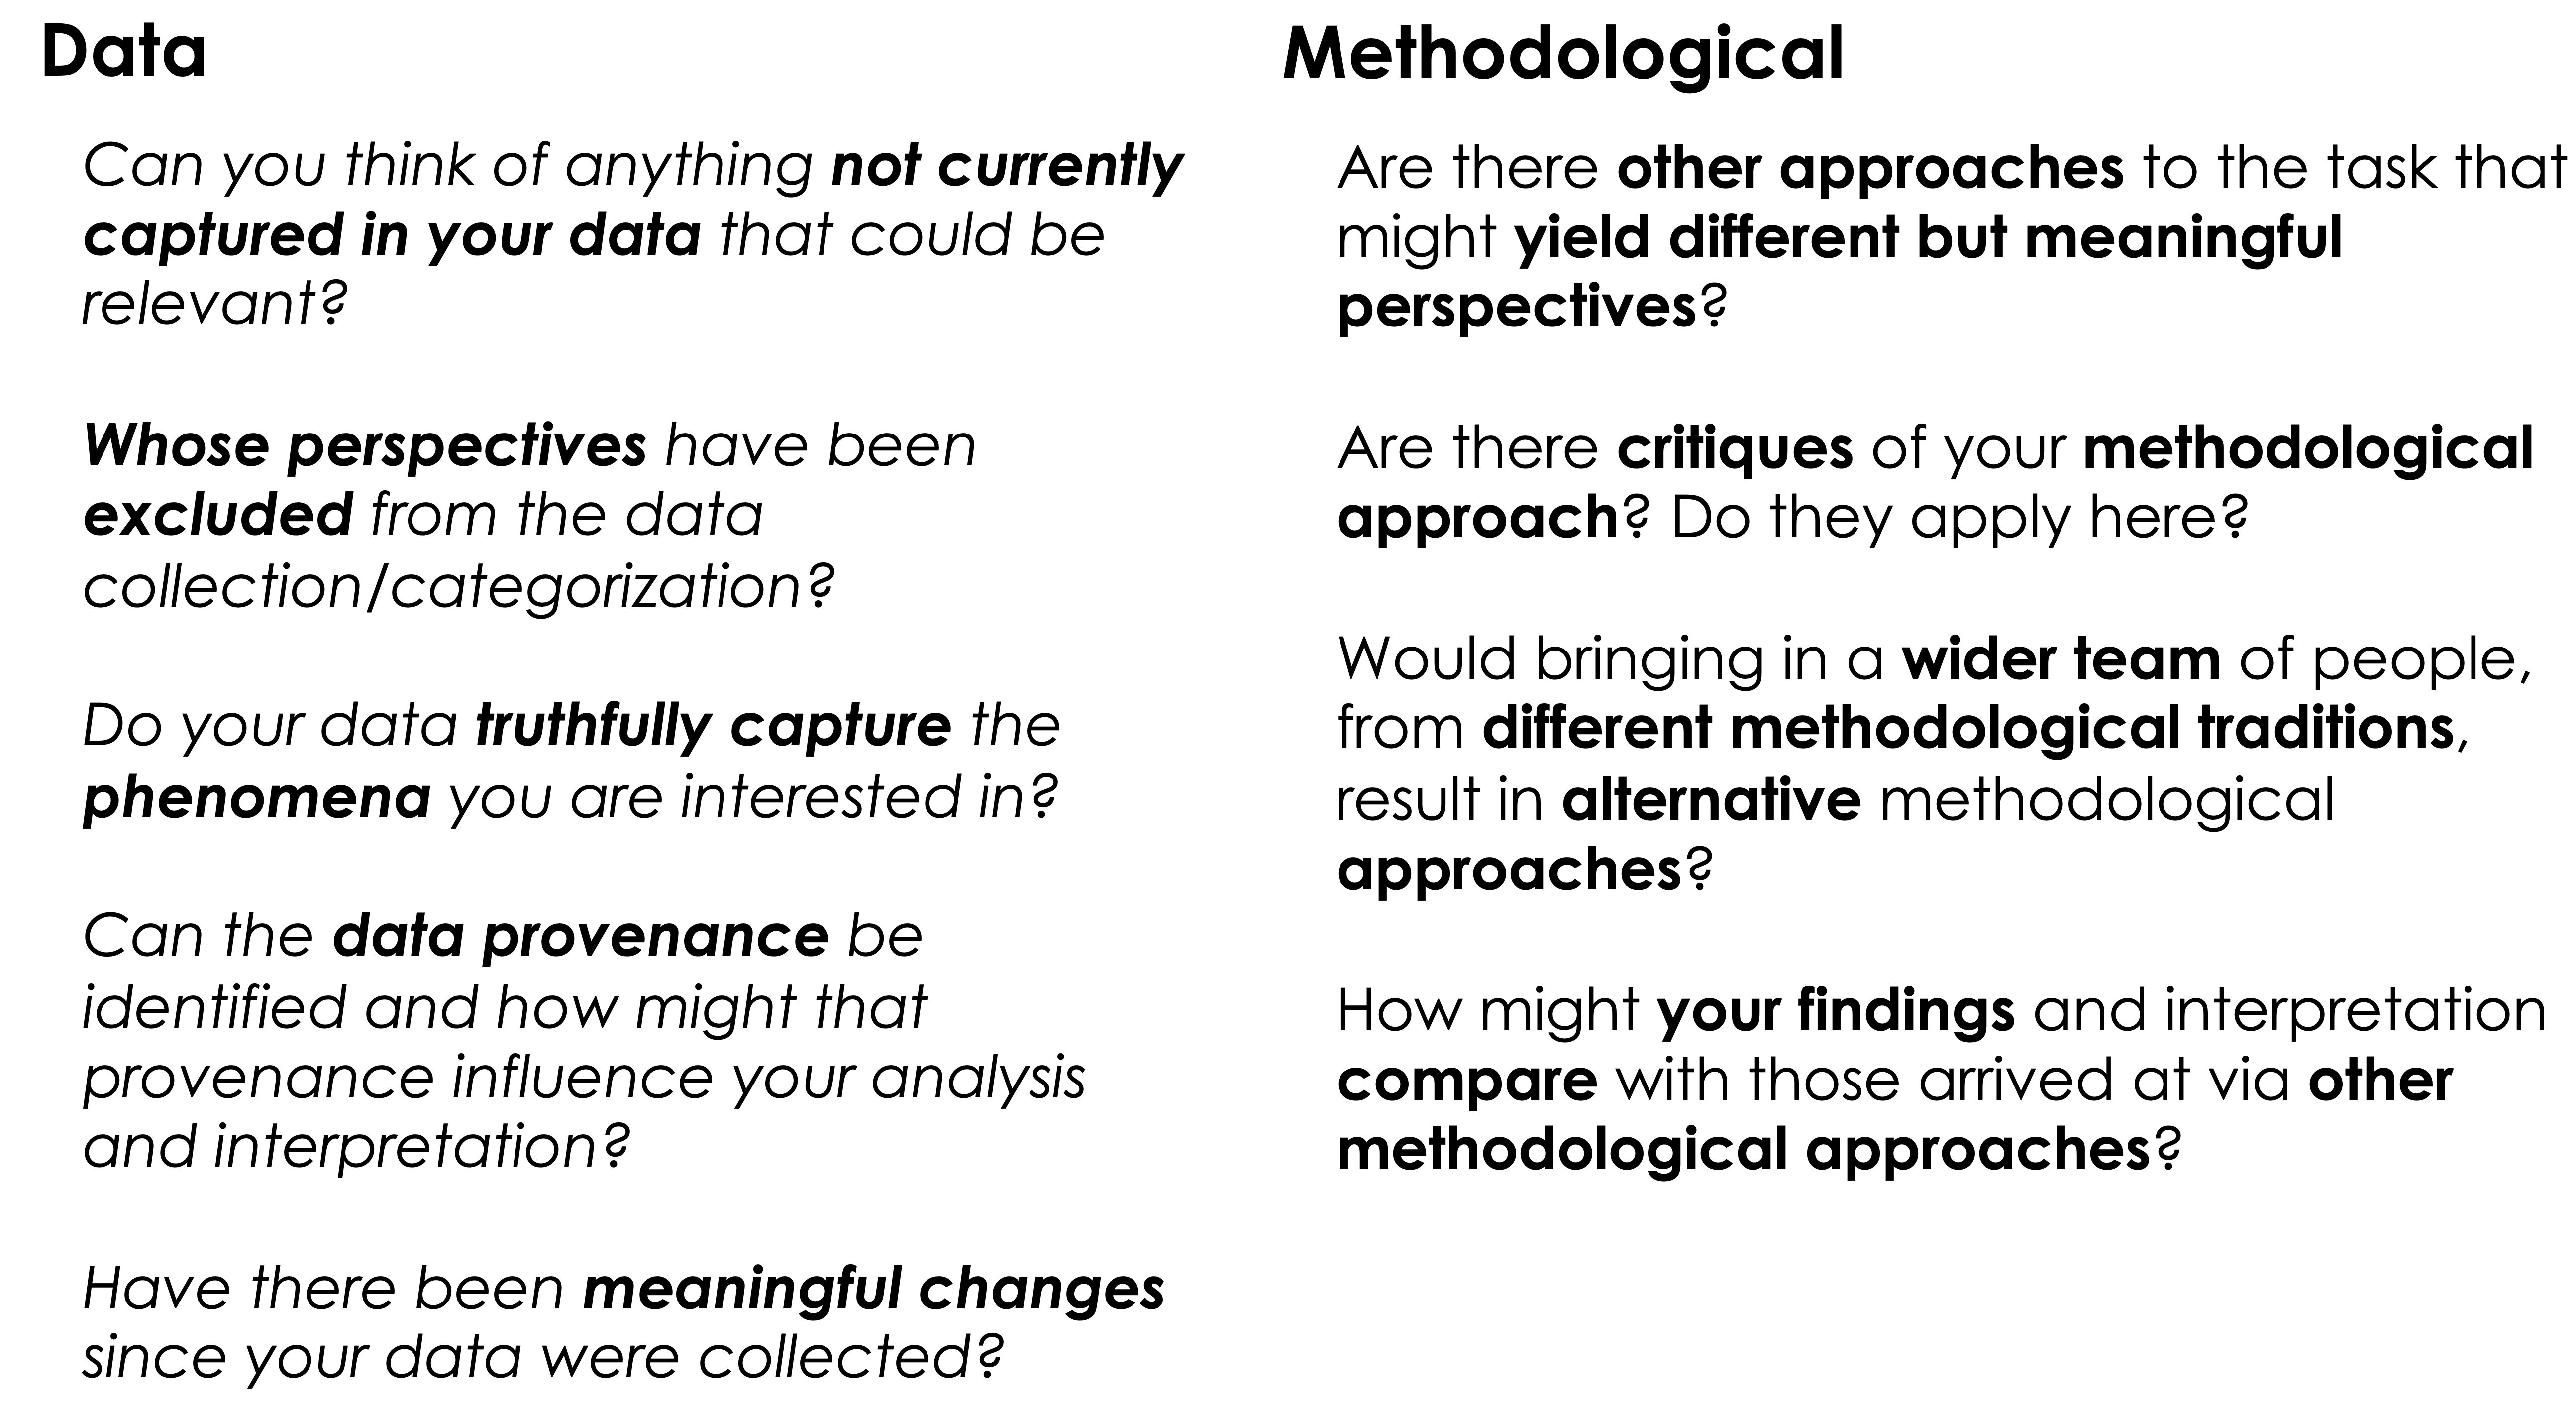 Data
Can you think of anything not currently
captured in your data that could be
relevant?
Whose perspectives have been
excluded from the data
collection/categorization?
Do your data truthfully capture the
phenomena you are interested in?
Can the data provenance be
identified and how might that
provenance influence your analysis
and interpretation?
Have there been meaningful changes
since your data were collected?
Methodological
Are there other approaches to the task that
might yield different but meaningful
perspectives?
Are there critiques of your methodological
approach? Do they apply here?
Would bringing in a wider team of people,
from different methodological traditions,
result in alternative methodological
approaches?
How might your findings and interpretation
compare with those arrived at via other
methodological approaches?